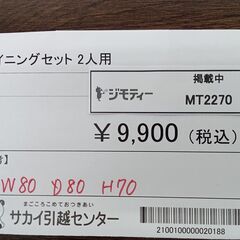 イニングセット 2人用
掲載中
ジモティー
MT2270
￥9,900（税込）
W80 D80 H70
まごころこめておつきあい
サカイ引越センター
2100100000020188